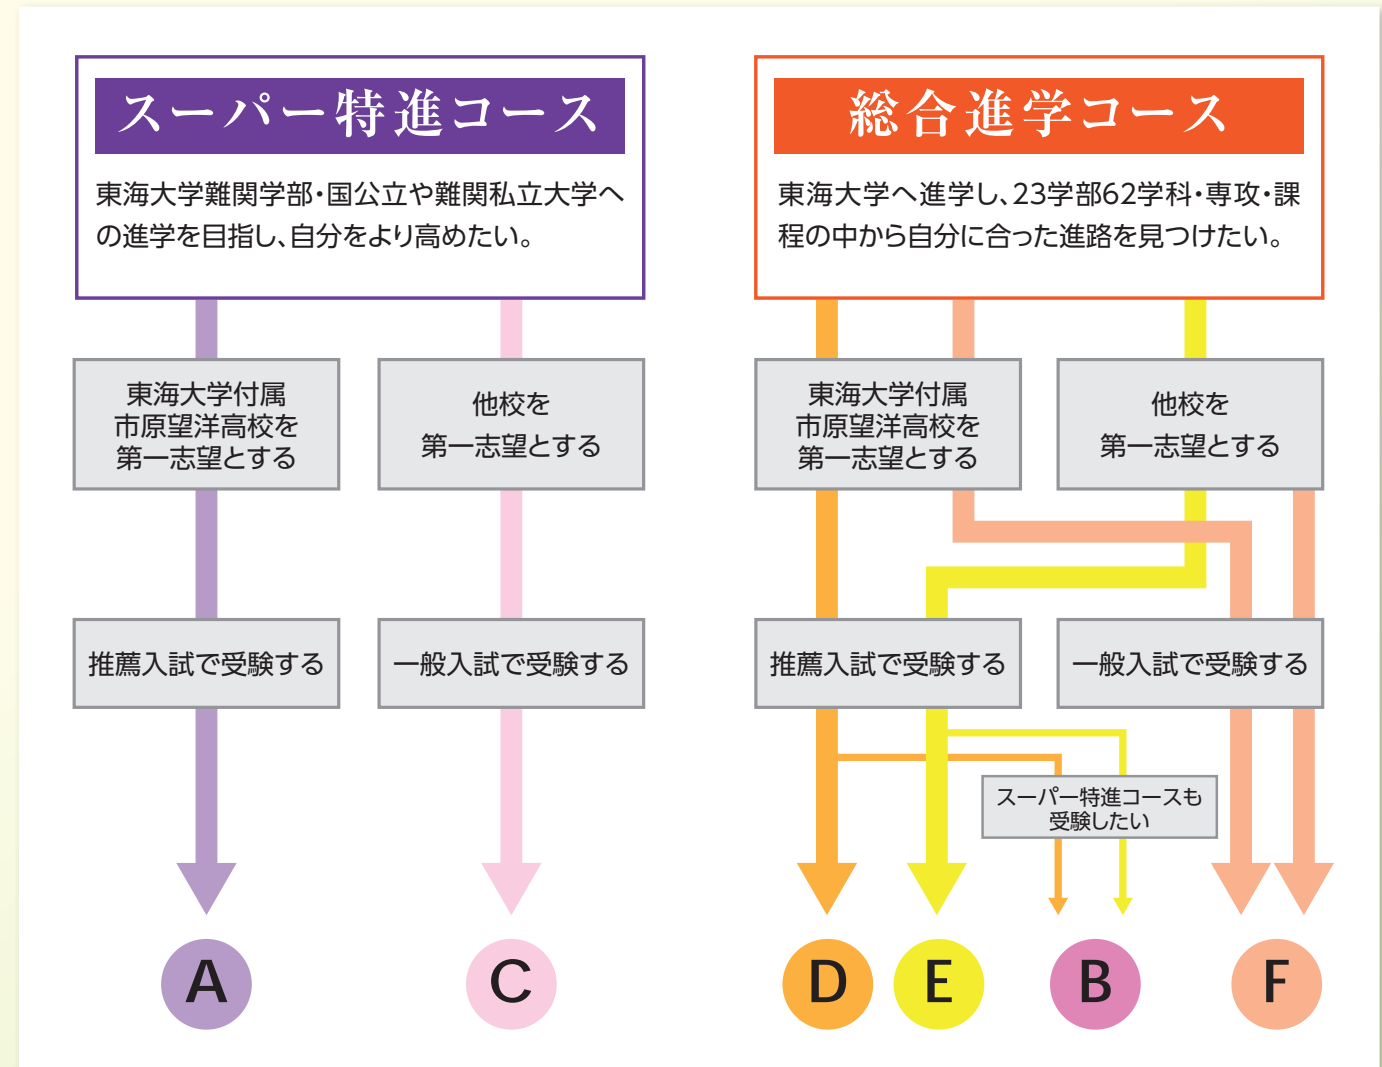 スーパー特進コース
東海大学難関学部・国公立や難関私立大学へ
の進学を目指し、自分をより高めたい。
東海大学付属
市原望洋高校を
第一志望とする
他校を
第一志望とする
推薦入試で受験する
一般入試で受験する
A
C
総合進学コース
東海大学へ進学し、23学部62学科・専攻・課
程の中から自分に合った進路を見つけたい。
東海大学付属
市原望洋高校を
第一志望とする
他校を
第一志望とする
推薦入試で受験する
一般入試で受験する
スーパー特進コースも
受験したい
D
E
B
F